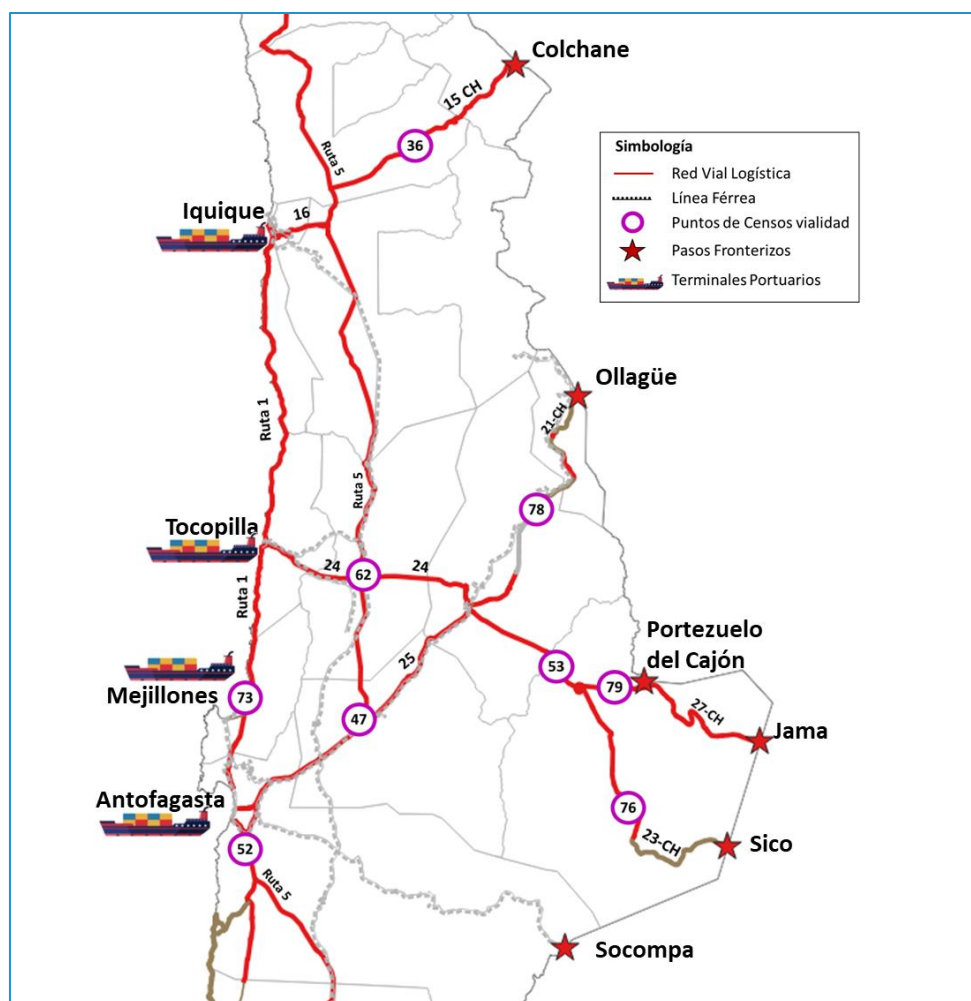 Colchane
15 CH
36
Ruta 5
Simbología
Red Vial Logística
Línea Férrea
Puntos de Censos vialidad
Pasos Fronterizos
Terminales Portuarios
Iquique
16
Ollagüe
21-CH
Ruta 1
Ruta 5
78
Tocopilla
24
62
24
Ruta 1
Portezuelo
del Cajón
53
79
25
Mejillones
73
47
27-CH
Jama
Antofagasta
76
52
23-CH
Sico
Ruta 5
Socompa